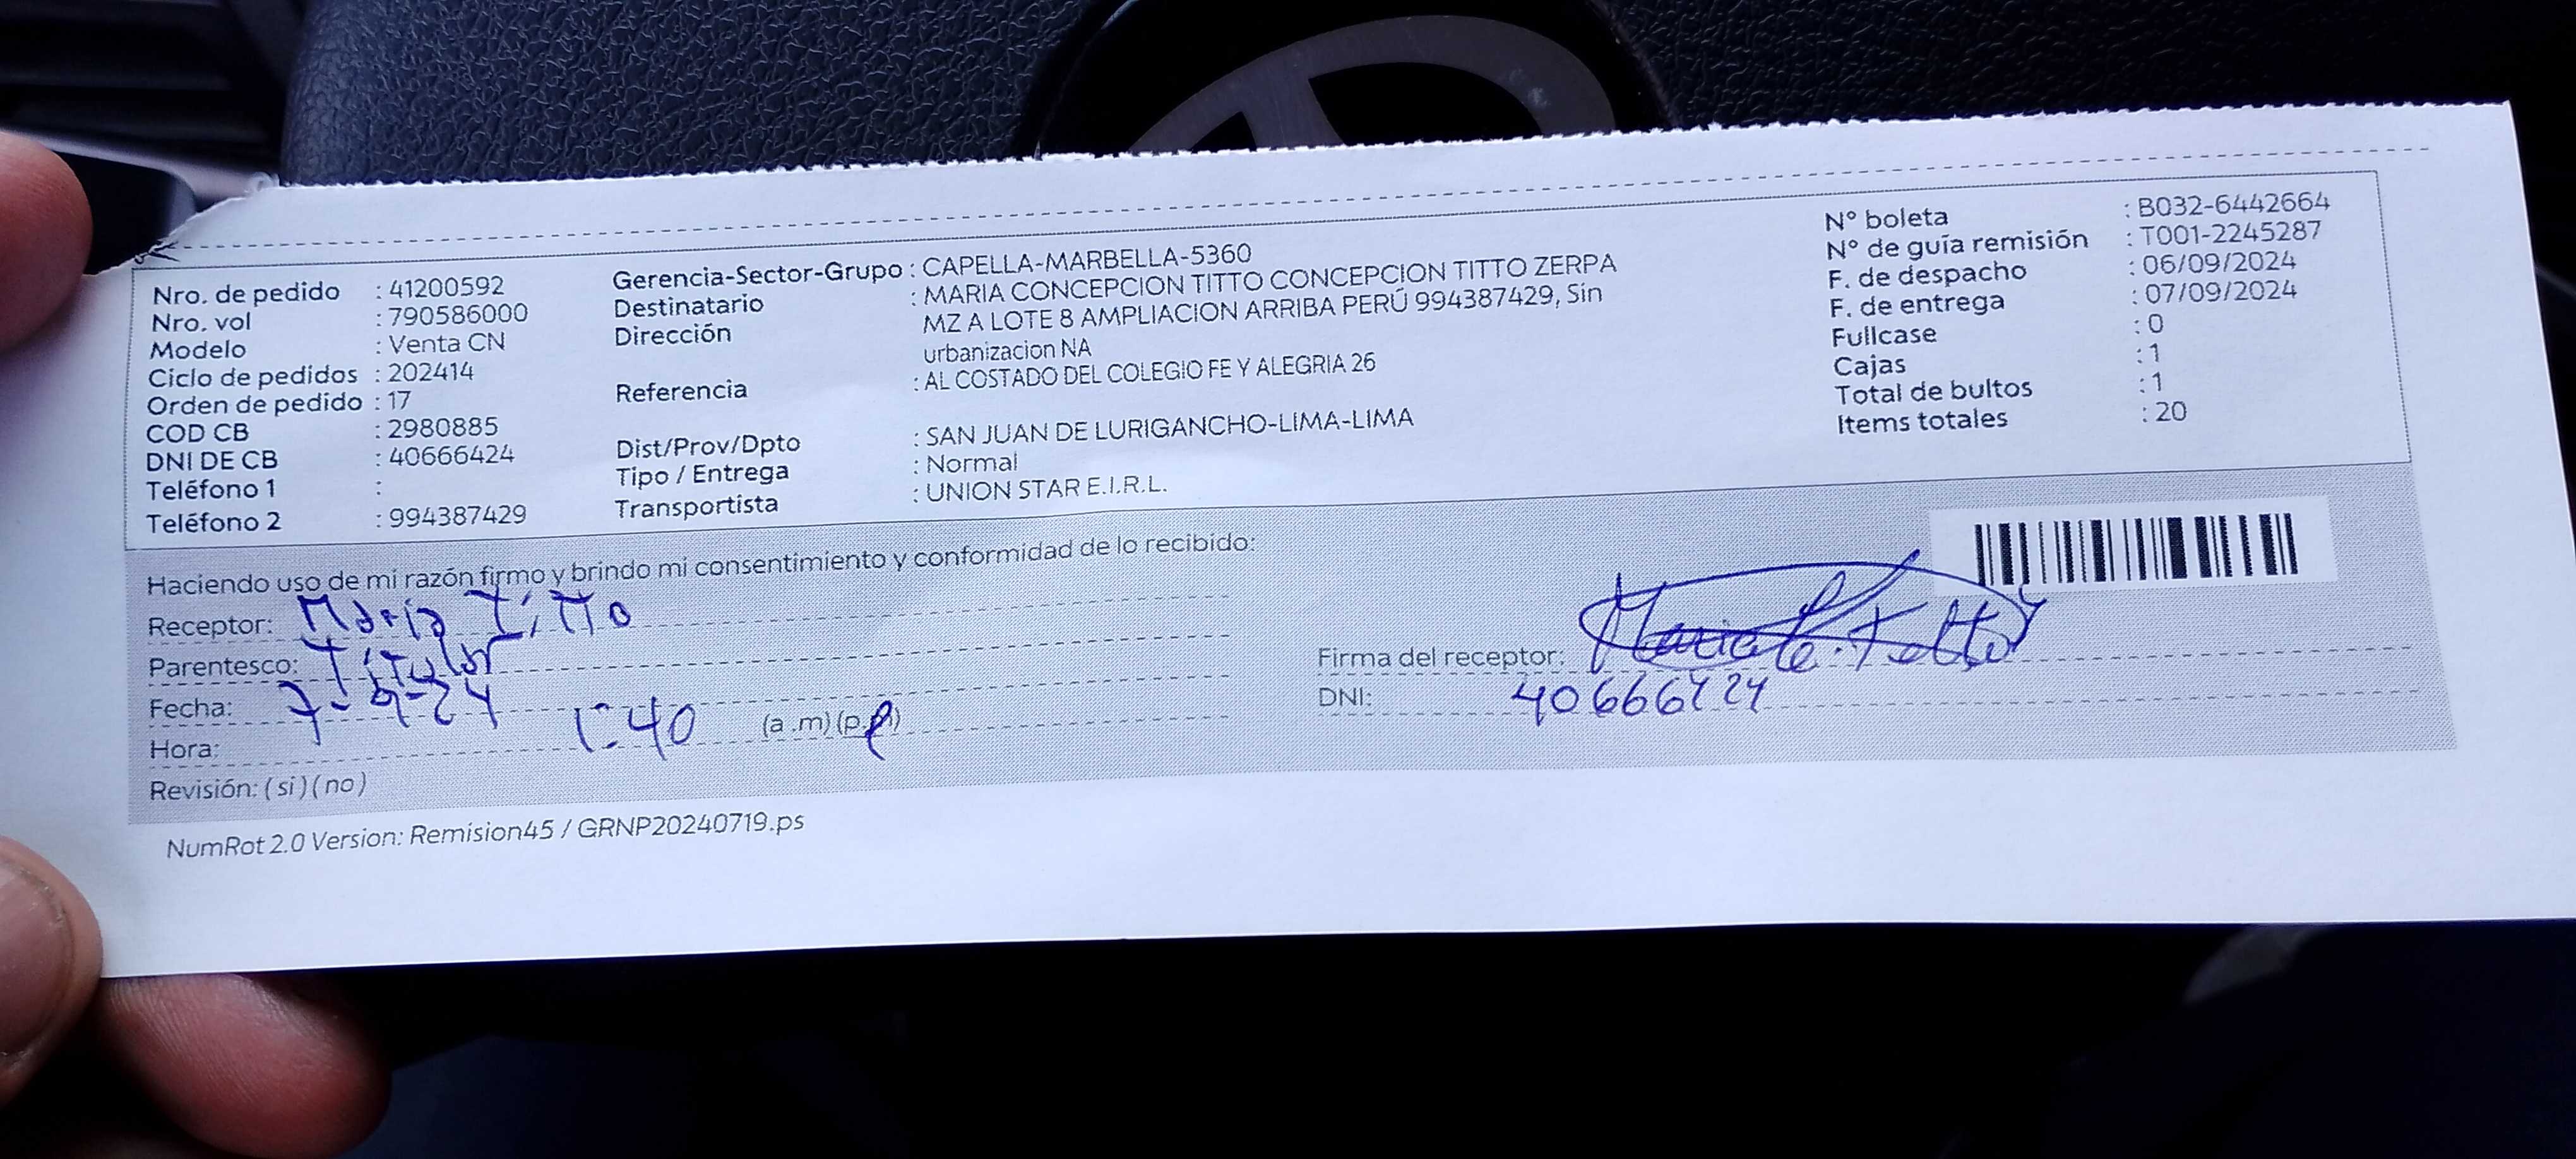 Nro. de pedido : 41200592
Nro. vol : 790586000
Modelo : Venta CN
Ciclo de pedidos : 202414
Orden de pedido : 17
COD CB : 2980885
DNI DE CB : 40666424
Teléfono 1 :
Teléfono 2 : 994387429
Gerencia-Sector-Grupo : CAPELLA-MARBELLA-5360
Destinatario : MARIA CONCEPCION TITTO CONCEPCION TITTO ZERPA
Dirección MZ A LOTE 8 AMPLIACION ARRIBA PERÚ 994387429, Sin
urbanizacion NA
Referencia : AL COSTADO DEL COLEGIO FE Y ALEGRIA 26
Dist/Prov/Dpto : SAN JUAN DE LURIGANCHO-LIMA-LIMA
Tipo / Entrega : Normal
Transportista : UNION STAR E.I.R.L.
N° boleta : B032-6442664
N° de guía remisión : T001-2245287
F. de despacho : 06/09/2024
F. de entrega : 07/09/2024
Fullcase : 0
Cajas : 1
Total de bultos : 1
Items totales : 20
Haciendo uso de mi razón firmo y brindo mi consentimiento y conformidad de lo recibido:
Receptor: Maria Titto
Parentesco: Titular
Fecha: 7-9-24
Hora: 1:40 (a.m) (p.m)
Revisión: (si) (no)
Firma del receptor: Maria C. Titto
DNI: 40666424
NumRot 2.0 Version: Remision45 / GRNP20240719.ps